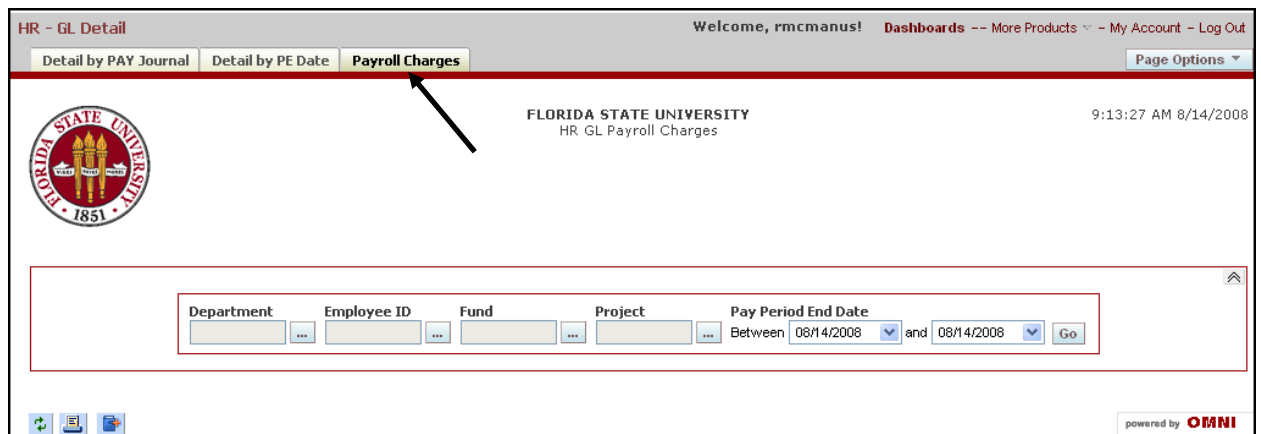 HR - GL Detail
Welcome, rmcmanus! Dashboards -- More Products - My Account - Log Out
Detail by PAY Journal Detail by PE Date Payroll Charges Page Options
FLORIDA STATE UNIVERSITY
HR GL Payroll Charges
9:13:27 AM 8/14/2008
FLORIDA STATE UNIVERSITY
VIRES ARTES MORES
1851
Department Employee ID Fund Project Pay Period End Date
... ... ... ... Between 08/14/2008 and 08/14/2008 Go
powered by OMNI